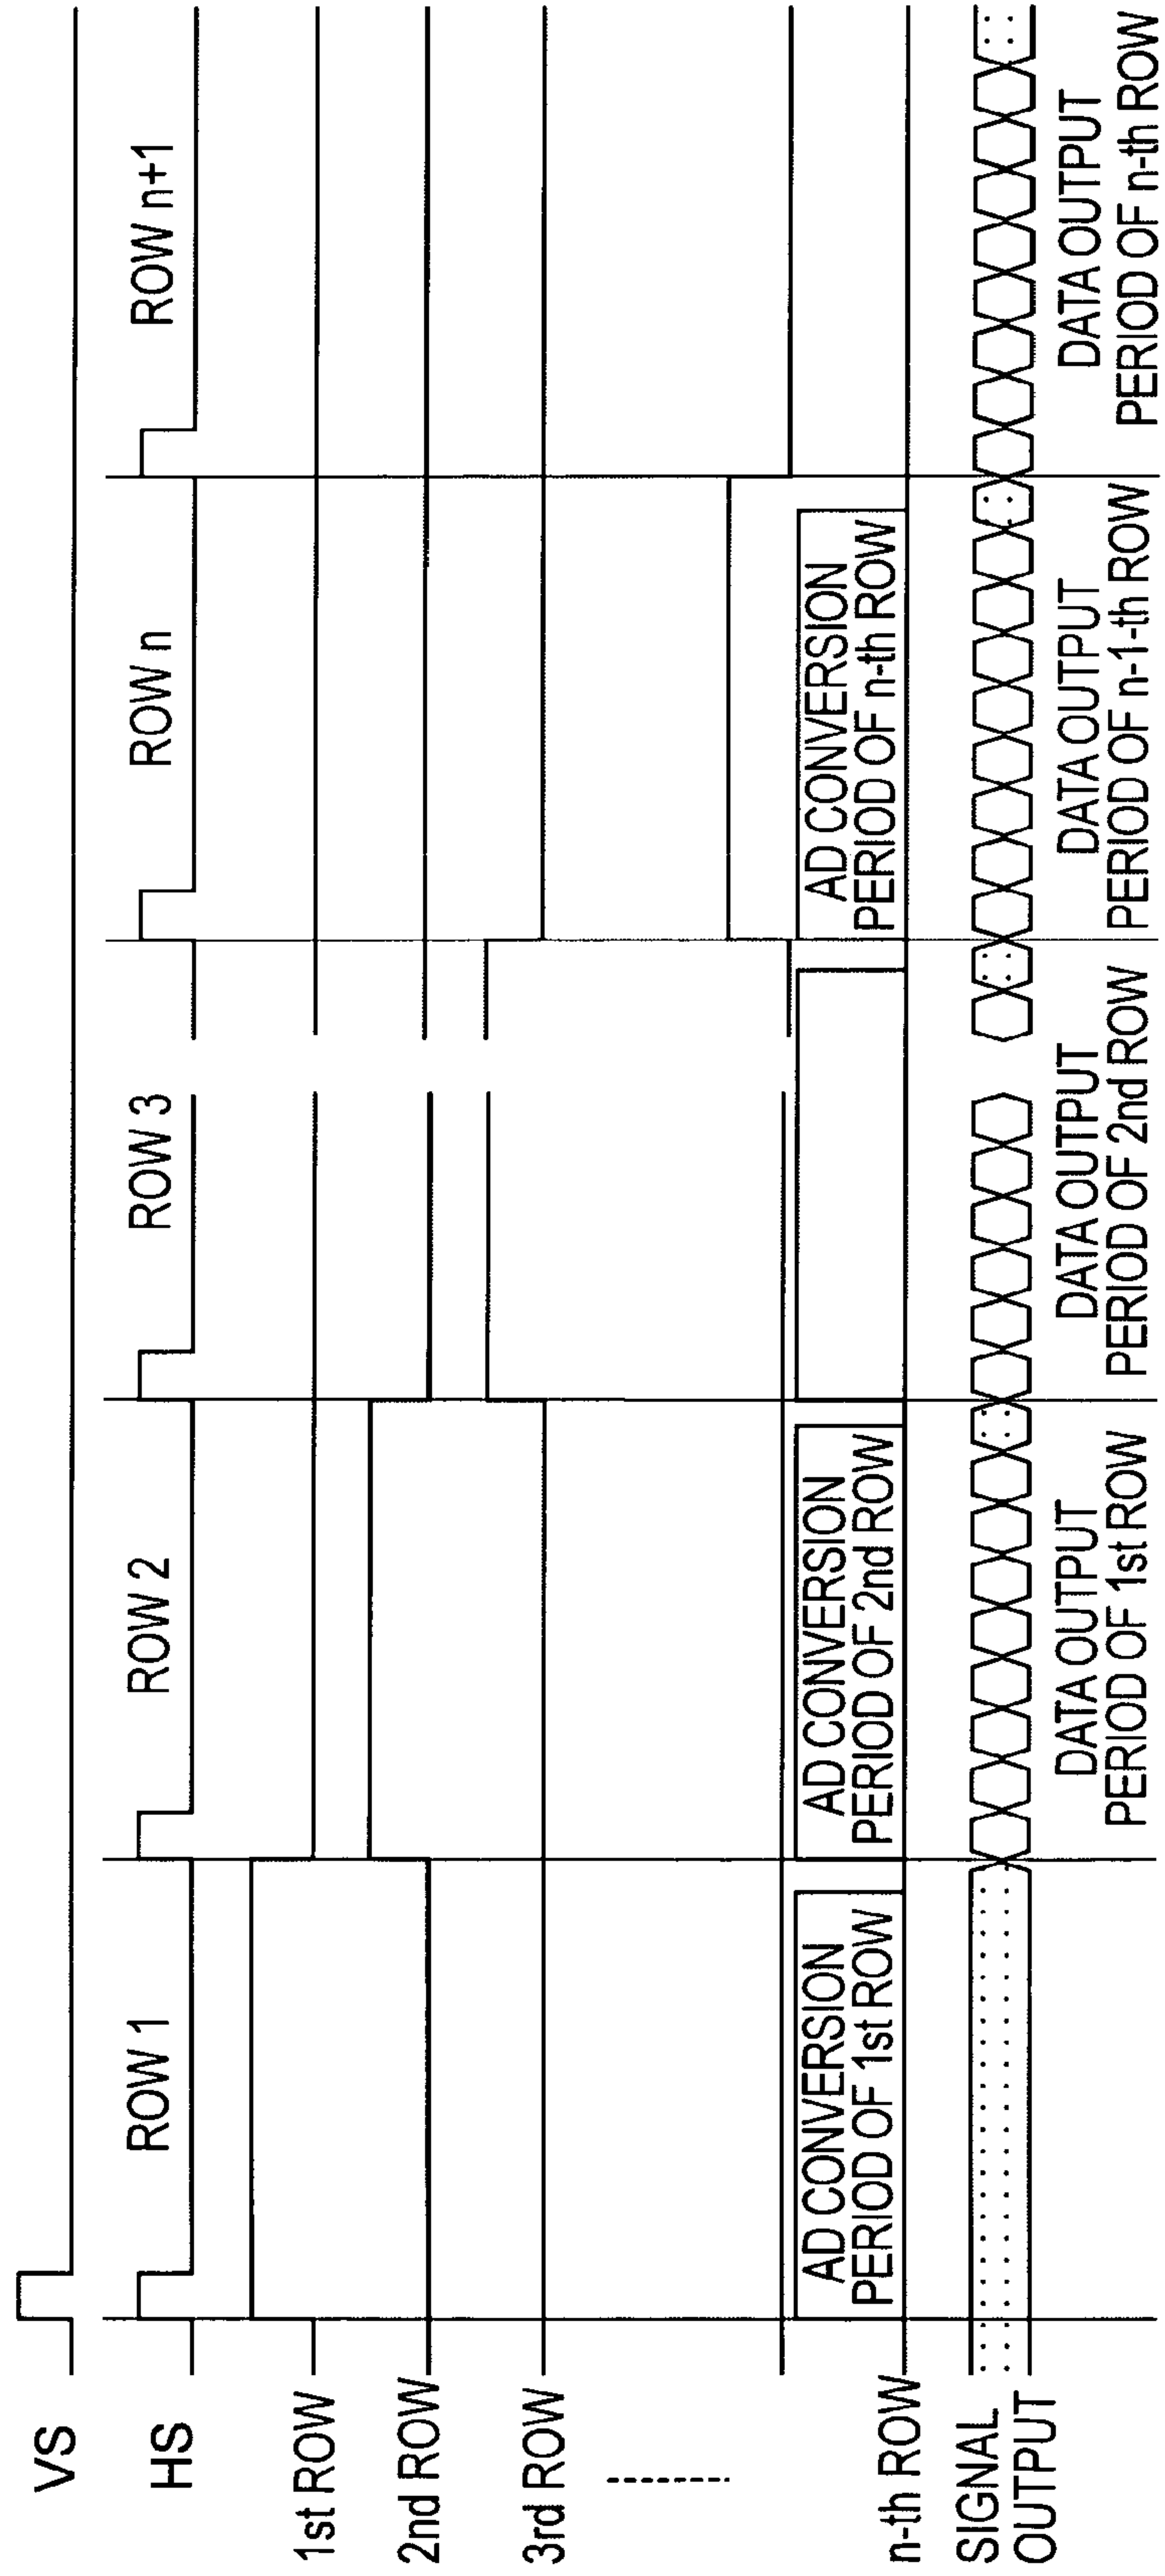 VS
HS
ROW 1
ROW 2
ROW 3
ROW n
ROW n+1
1st ROW
2nd ROW
3rd ROW
n-th ROW
AD CONVERSION
PERIOD OF 1st ROW
AD CONVERSION
PERIOD OF 2nd ROW
AD CONVERSION
PERIOD OF n-th ROW
SIGNAL
OUTPUT
DATA OUTPUT
PERIOD OF 1st ROW
DATA OUTPUT
PERIOD OF 2nd ROW
DATA OUTPUT
PERIOD OF n-1-th ROW
DATA OUTPUT
PERIOD OF n-th ROW